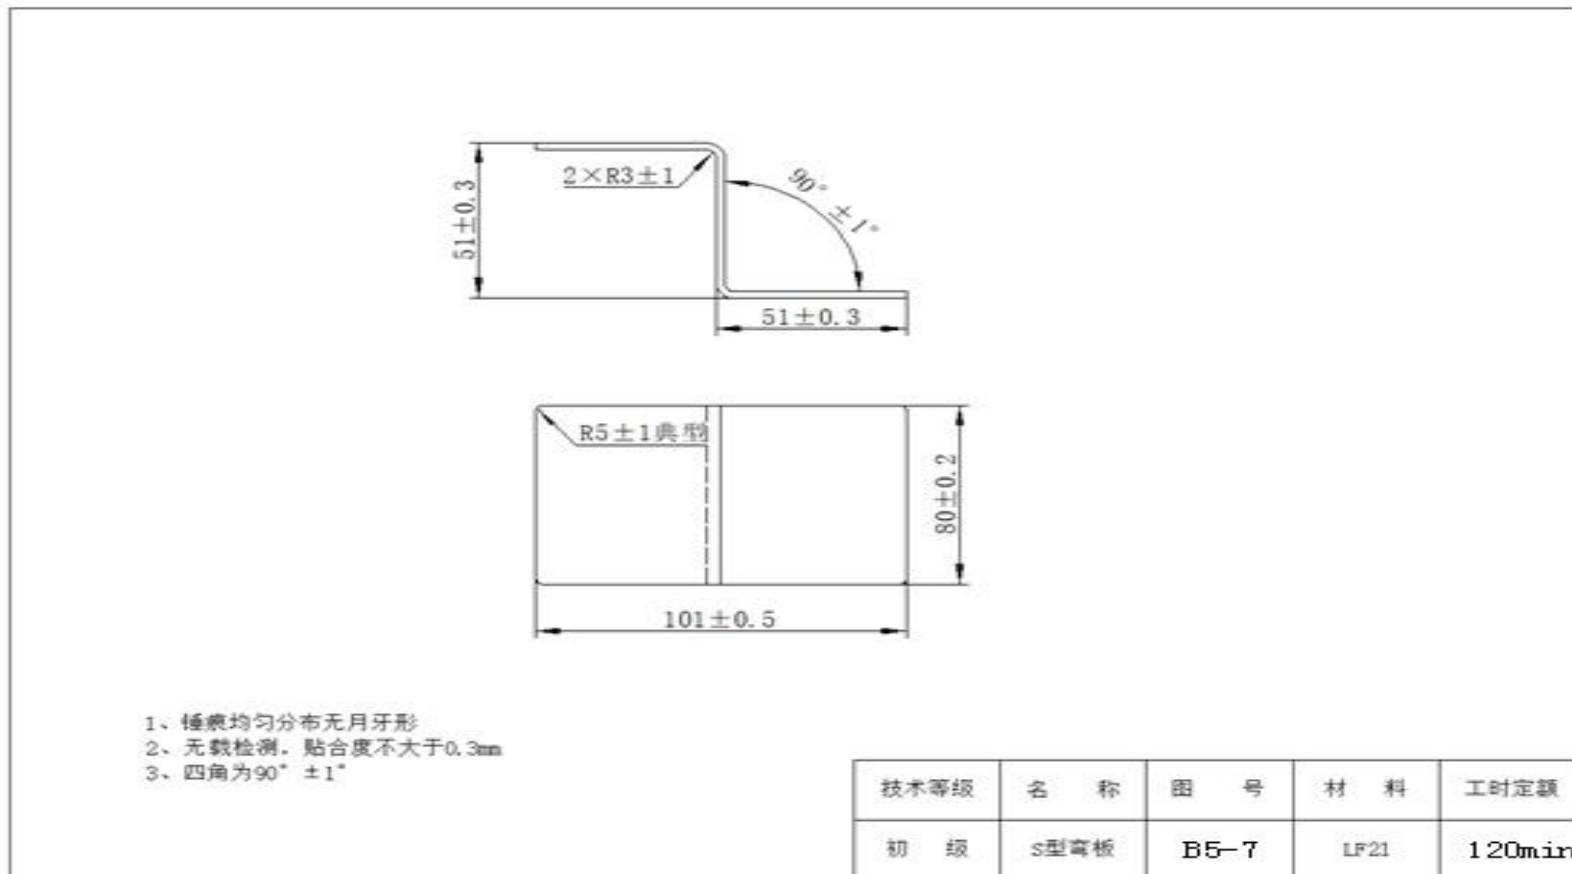 2×R3±1
90°±1°
51±0.3
51±0.3
R5±1典型
80±0.2
101±0.5
1、锤痕均匀分布无月牙形
2、无载检测，贴合度不大于0.3mm
3、四角为90°±1°
技术等级 名 称 图 号 材 料 工时定额
初 级 S型弯板 B5-7 LF21 120min